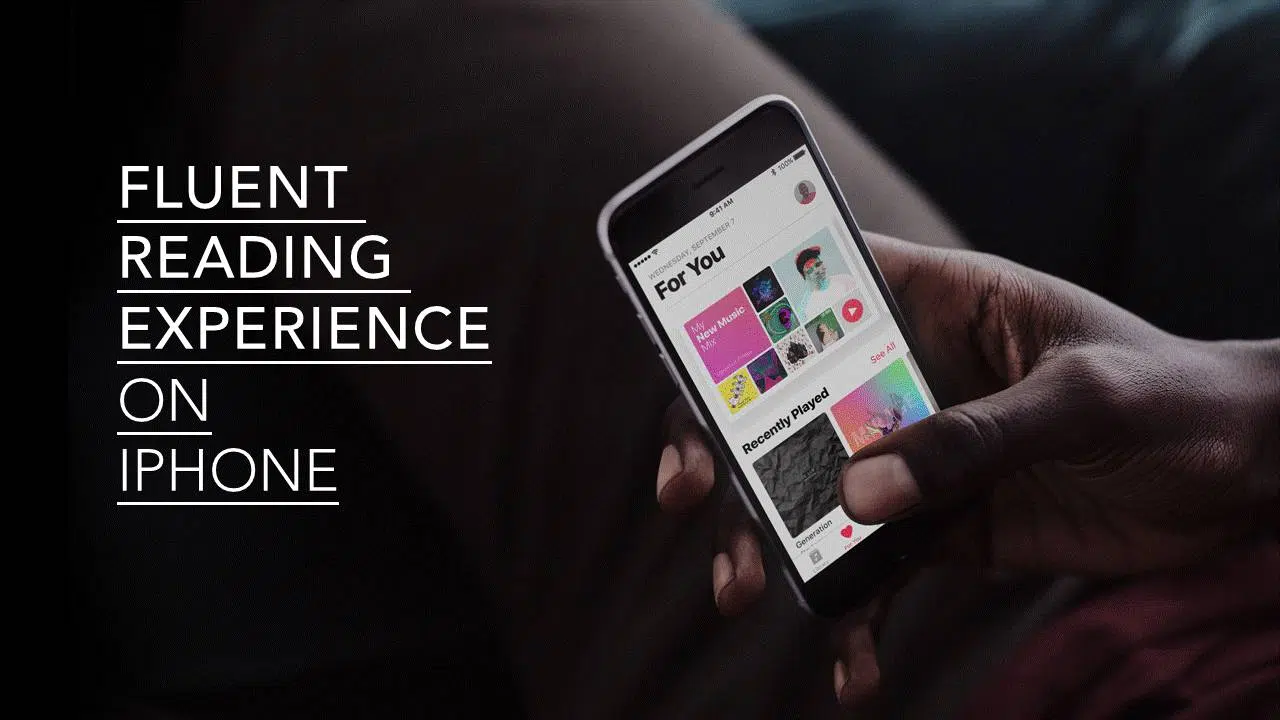 FLUENT
READING
EXPERIENCE
ON
IPHONE
9:41 AM
100%
WEDNESDAY, SEPTEMBER 7
For You
My
New Music
Mix
See All
Recently Played
Generation
For You